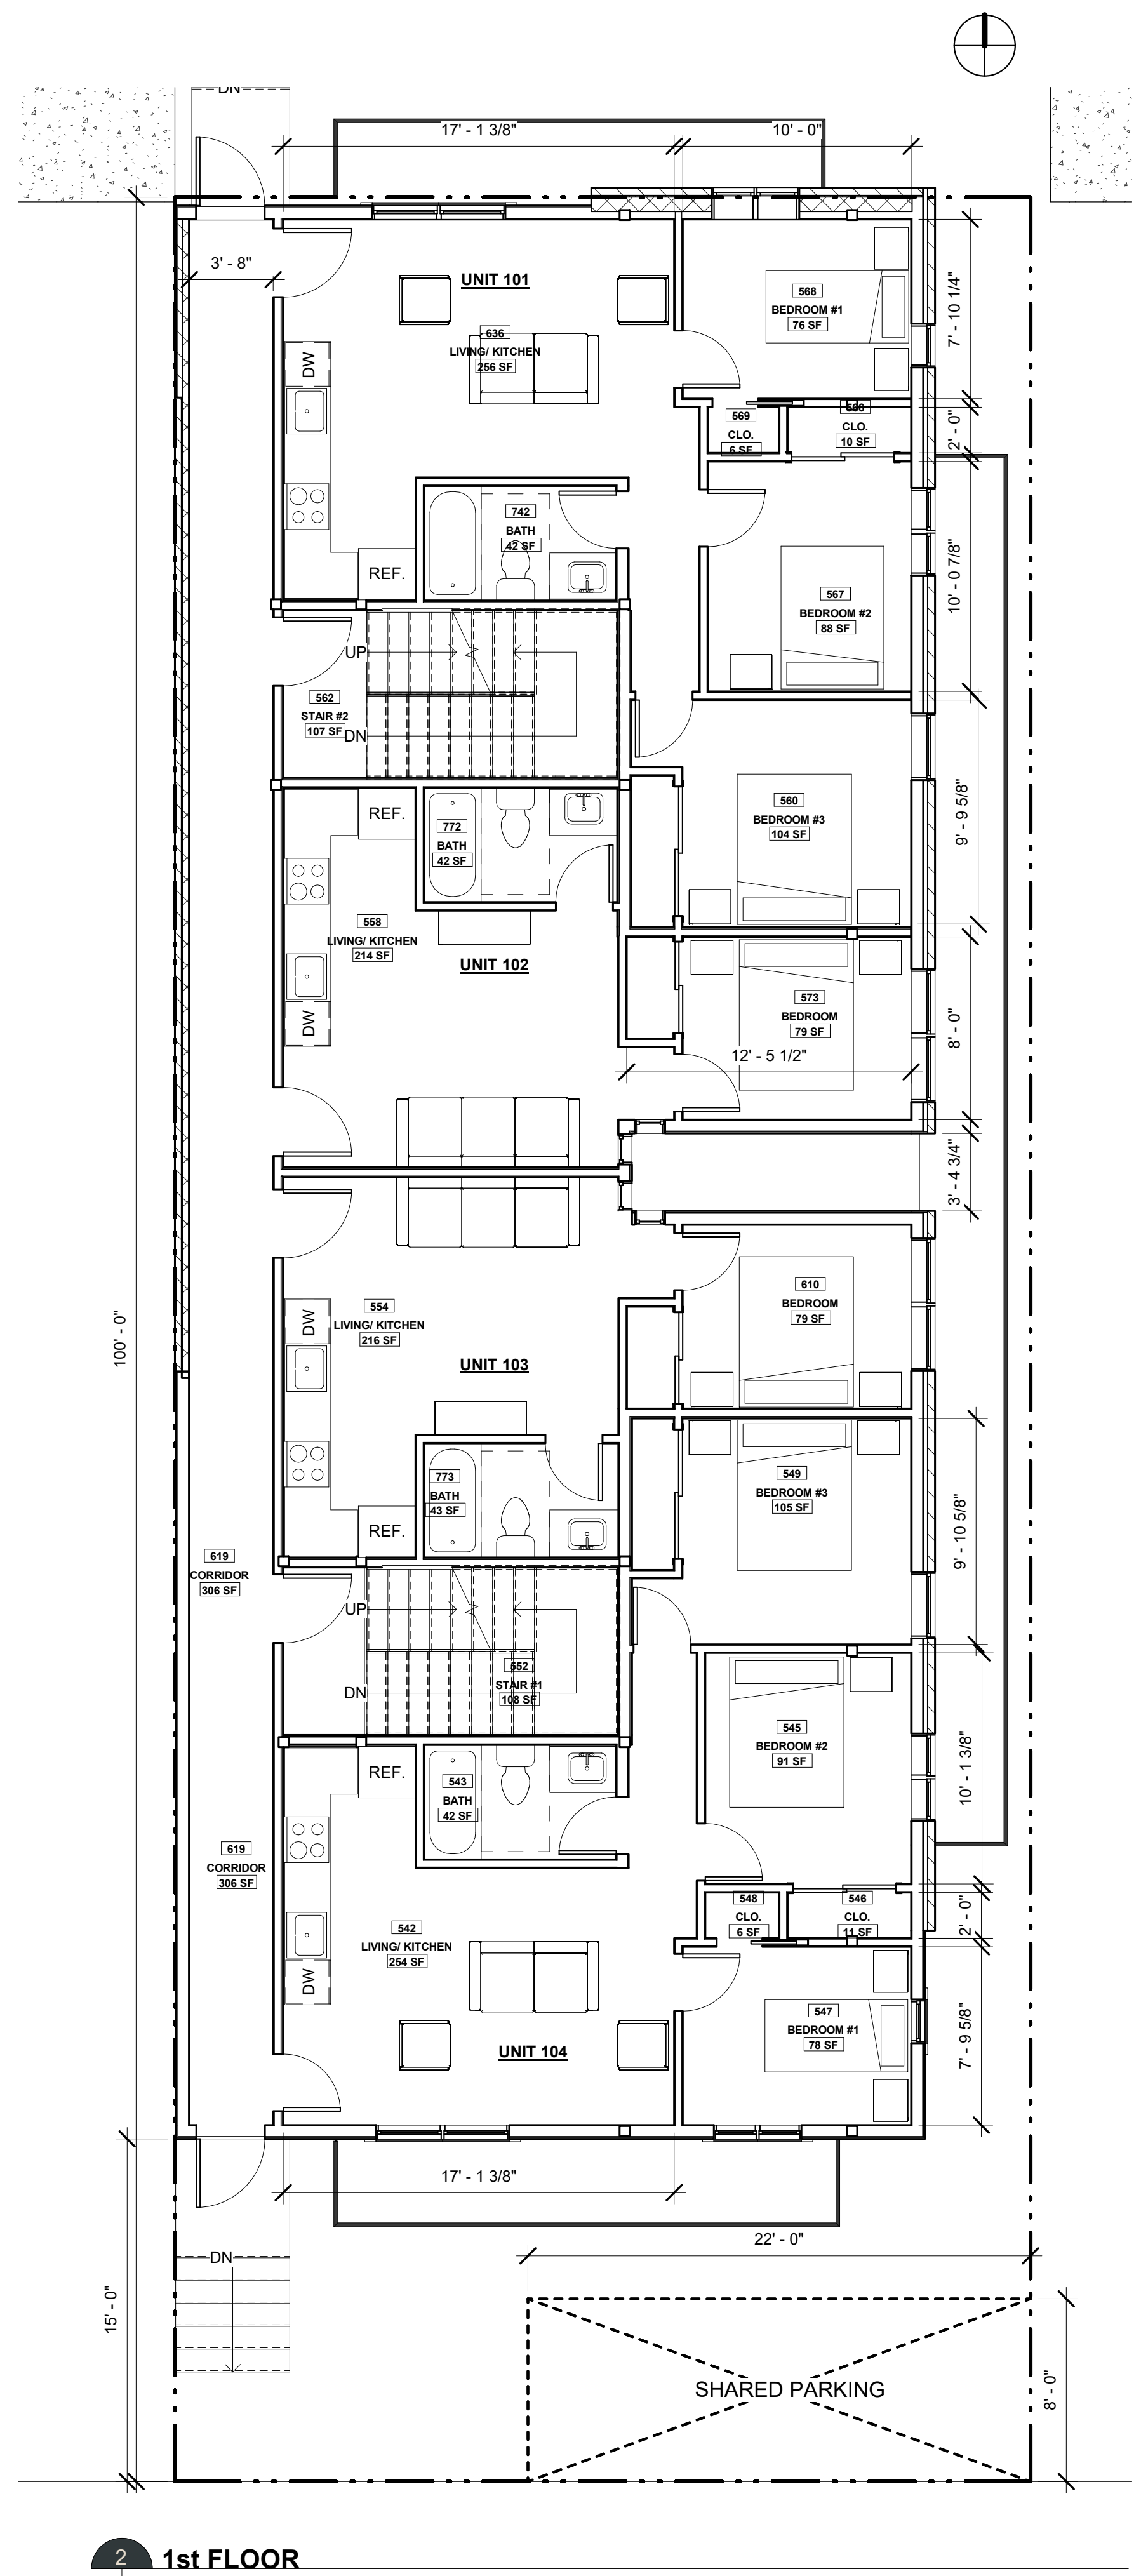 DN
17' - 1 3/8"
10' - 0"
3' - 8"
UNIT 101
568
BEDROOM #1
76 SF
7' - 10 1/4"
636
LIVING/ KITCHEN
256 SF
DW
569
CLO.
6 SF
CLO.
10 SF
2' - 0"
742
BATH
42 SF
REF.
567
BEDROOM #2
88 SF
10' - 0 7/8"
UP
562
STAIR #2
107 SF
DN
560
BEDROOM #3
104 SF
9' - 9 5/8"
REF.
772
BATH
42 SF
558
LIVING/ KITCHEN
214 SF
UNIT 102
DW
573
BEDROOM
79 SF
8' - 0"
12' - 5 1/2"
3' - 4 3/4"
100' - 0"
554
LIVING/ KITCHEN
216 SF
DW
UNIT 103
610
BEDROOM
79 SF
773
BATH
43 SF
REF.
549
BEDROOM #3
105 SF
9' - 10 5/8"
619
CORRIDOR
306 SF
UP
552
STAIR #1
108 SF
DN
545
BEDROOM #2
91 SF
10' - 1 3/8"
REF.
543
BATH
42 SF
619
CORRIDOR
306 SF
542
LIVING/ KITCHEN
254 SF
DW
548
CLO.
6 SF
546
CLO.
11 SF
2' - 0"
UNIT 104
547
BEDROOM #1
78 SF
7' - 9 5/8"
17' - 1 3/8"
22' - 0"
DN
15' - 0"
SHARED PARKING
8' - 0"
2
1st FLOOR